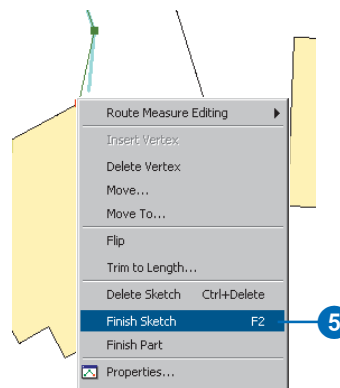 Route Measure Editing
Insert Vertex
Delete Vertex
Move...
Move To...
Flip
Trim to Length...
Delete Sketch Ctrl+Delete
Finish Sketch F2
5
Finish Part
Properties...